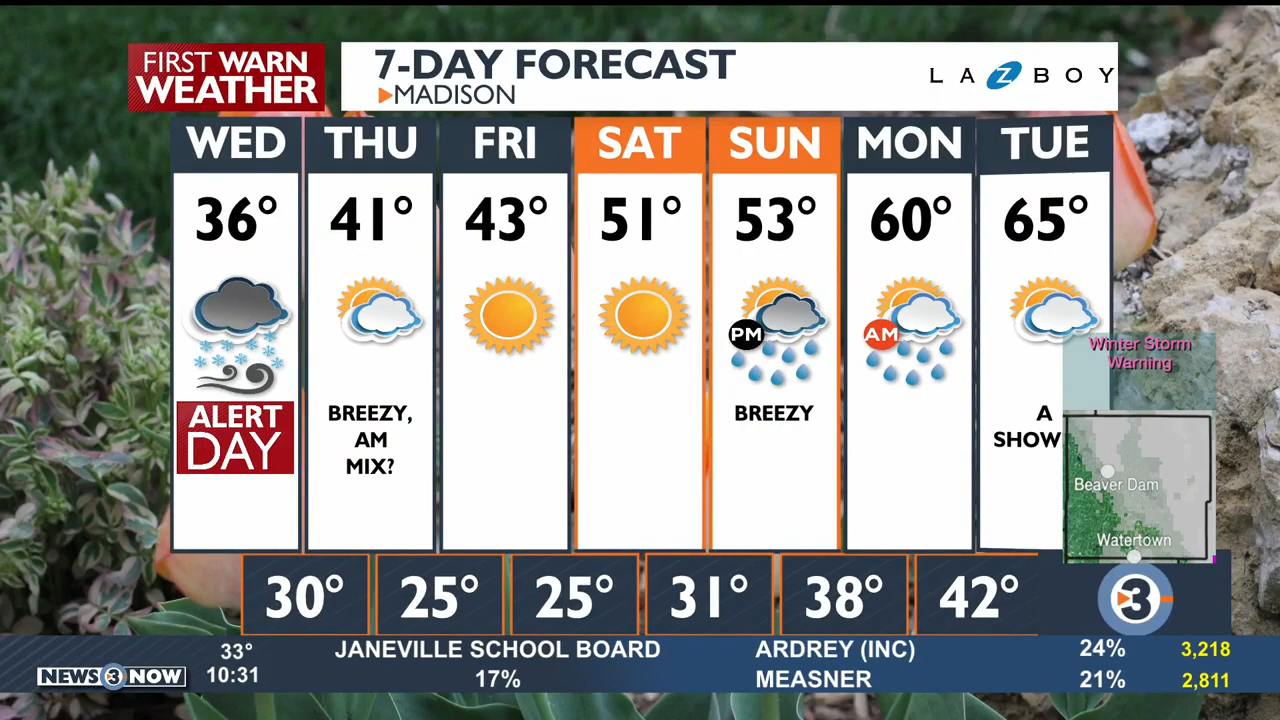 FIRST WARN
WEATHER
7-DAY FORECAST
MADISON
LA Z BOY
WED THU FRI SAT SUN MON TUE
36° 41° 43° 51° 53° 60° 65°
PM AM
Winter Storm
Warning
ALERT
DAY
BREEZY,
AM
MIX?
BREEZY
A
SHOW
Beaver Dam
Watertown
30° 25° 25° 31° 38° 42°
3
33° JANEVILLE SCHOOL BOARD ARDREY (INC) 24% 3,218
NEWS 3 NOW 10:31 17% MEASNER 21% 2,811